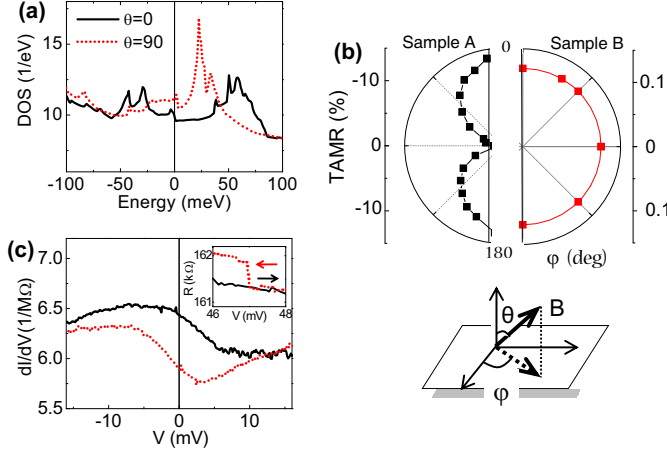 (a)
θ=0
θ=90
15
12.5
10
DOS (1/eV)
-100 -50 0 50 100
Energy (meV)
(b)
Sample A
0
Sample B
-10
0
-10
TAMR (%)
0.1
0
0.1
180
φ (deg)
(c)
7.0
6.5
6.0
5.5
dI/dV(1/MΩ)
-10 0 10
V (mV)
162
161
R (kΩ)
46 V (mV) 48
θ
B
φ